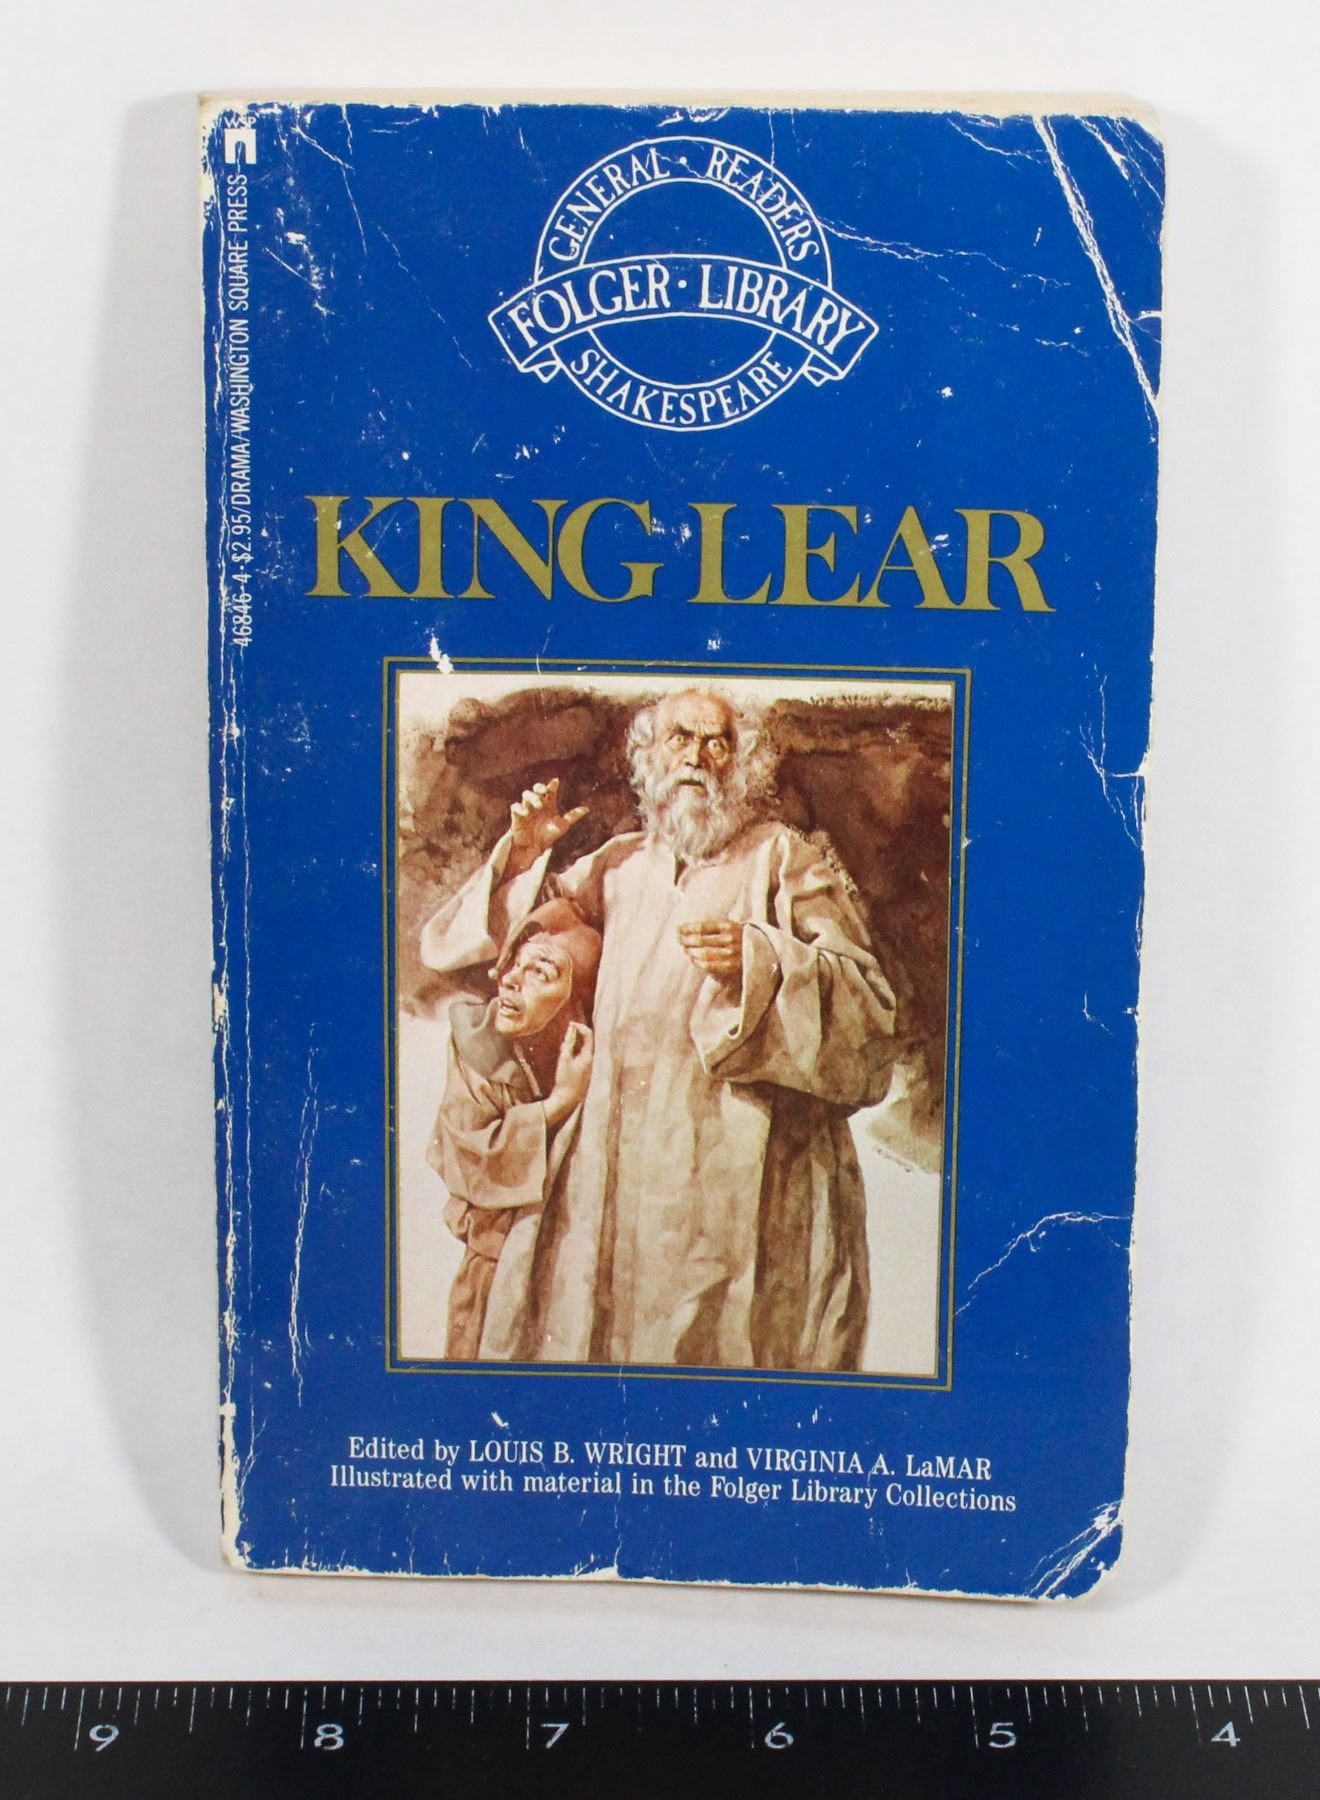 WSP
46846-4·$2.95/DRAMA/WASHINGTON SQUARE PRESS
GENERAL · READERS
FOLGER · LIBRARY
SHAKESPEARE
KING LEAR
Edited by LOUIS B. WRIGHT and VIRGINIA A. LaMAR
Illustrated with material in the Folger Library Collections
9 8 7 6 5 4